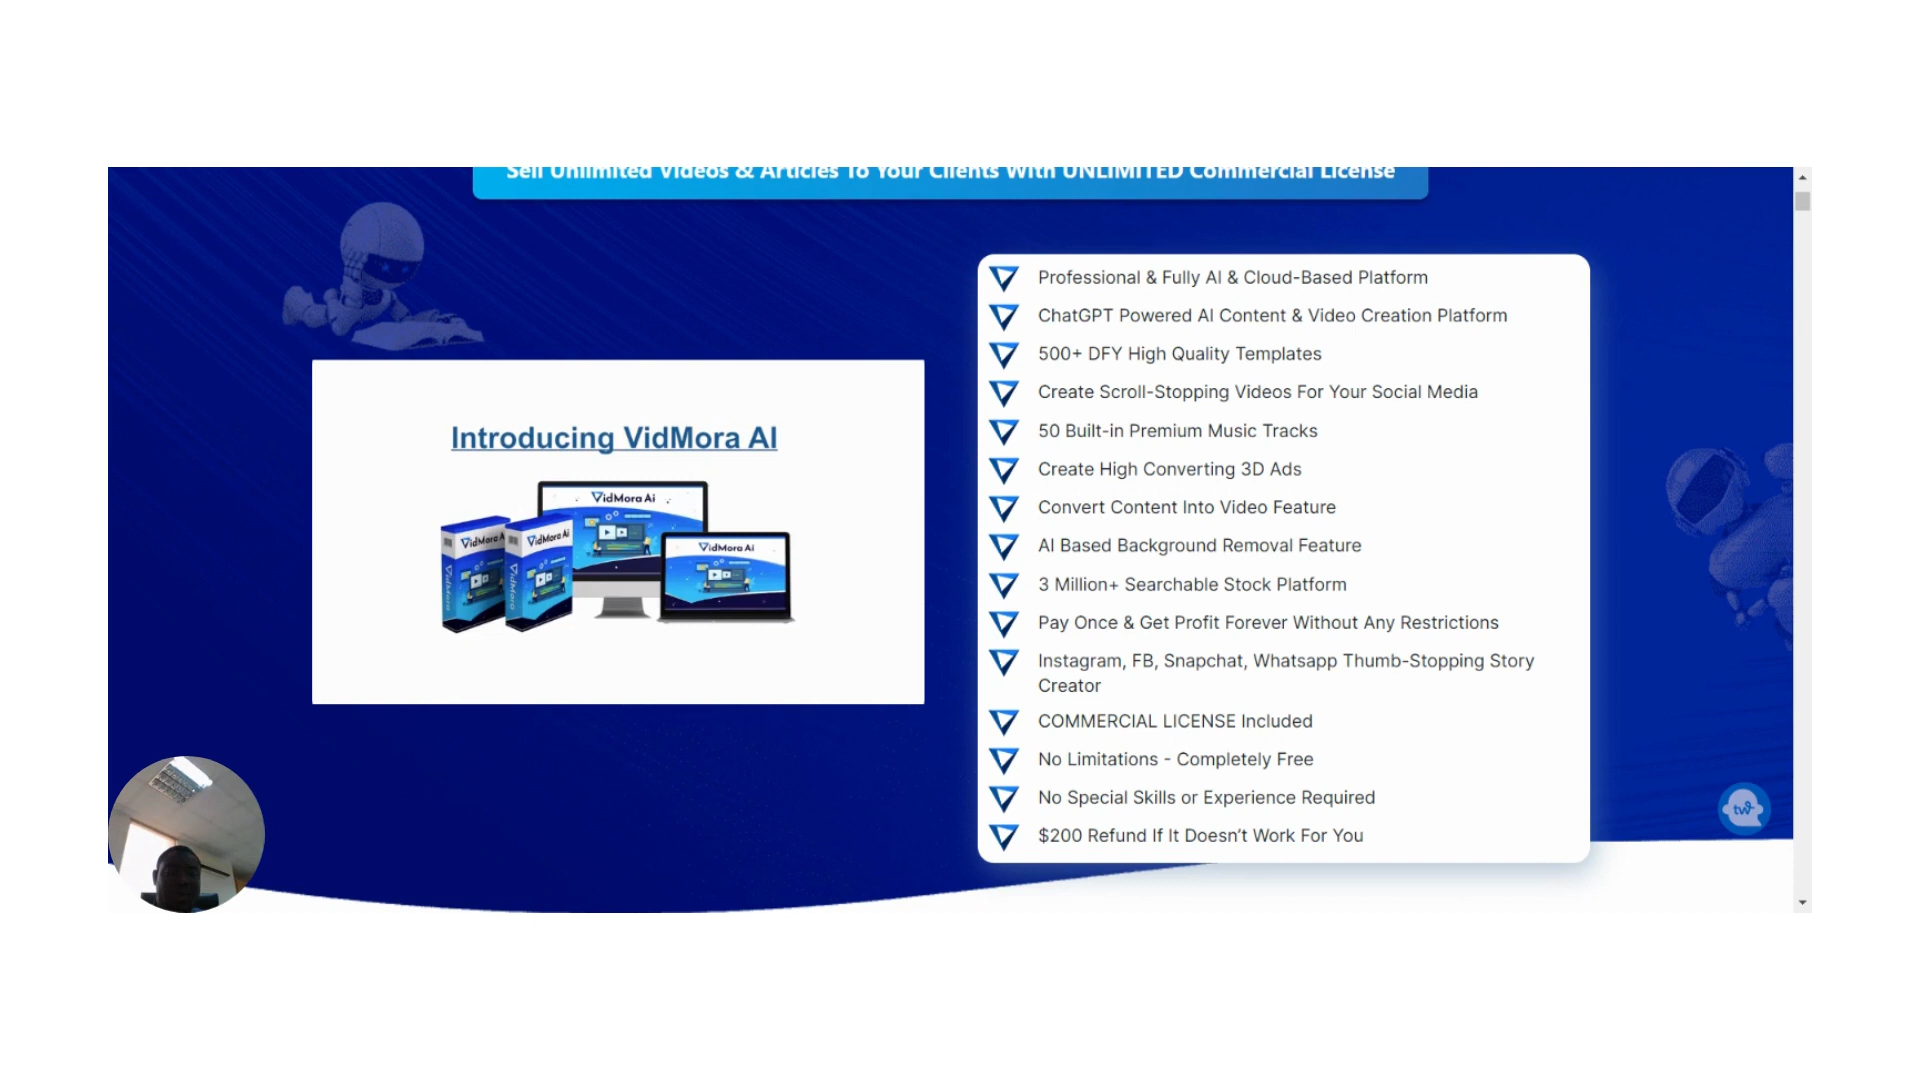 Sell Unlimited Videos & Articles To Your Clients With UNLIMITED Commercial License
Introducing VidMora AI
VidMora Ai
VidMora Ai
VidMora A
VidMora Ai
VidMora
VidMora
Professional & Fully AI & Cloud-Based Platform
ChatGPT Powered AI Content & Video Creation Platform
500+ DFY High Quality Templates
Create Scroll-Stopping Videos For Your Social Media
50 Built-in Premium Music Tracks
Create High Converting 3D Ads
Convert Content Into Video Feature
AI Based Background Removal Feature
3 Million+ Searchable Stock Platform
Pay Once & Get Profit Forever Without Any Restrictions
Instagram, FB, Snapchat, Whatsapp Thumb-Stopping Story
Creator
COMMERCIAL LICENSE Included
No Limitations - Completely Free
No Special Skills or Experience Required
$200 Refund If It Doesn’t Work For You